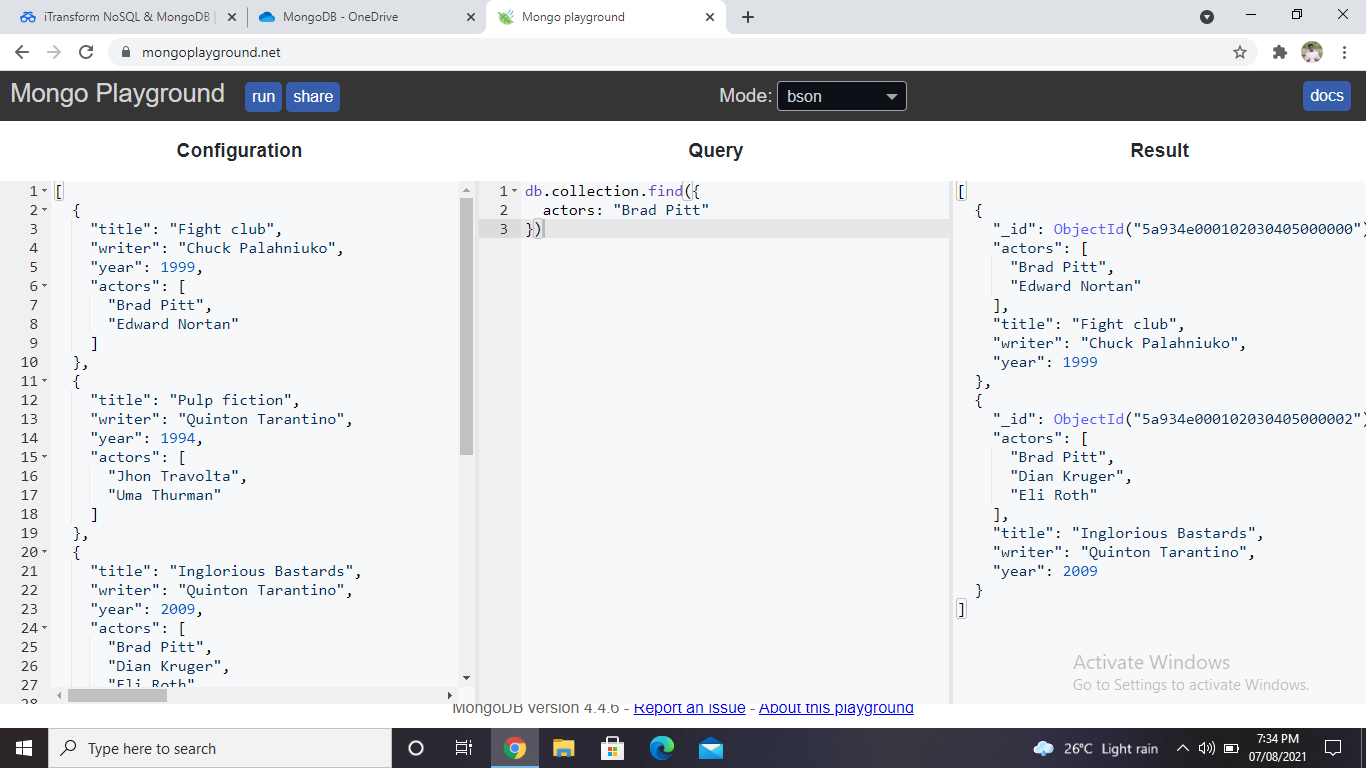 iTransform NoSQL & MongoDB |
MongoDB - OneDrive
Mongo playground
mongoplayground.net
Mongo Playground
run
share
Mode:
bson
docs
Configuration
Query
Result
1 [
2 {
3 "title": "Fight club",
4 "writer": "Chuck Palahniuko",
5 "year": 1999,
6 "actors": [
7 "Brad Pitt",
8 "Edward Nortan"
9 ]
10 },
11 {
12 "title": "Pulp fiction",
13 "writer": "Quinton Tarantino",
14 "year": 1994,
15 "actors": [
16 "Jhon Travolta",
17 "Uma Thurman"
18 ]
19 },
20 {
21 "title": "Inglorious Bastards",
22 "writer": "Quinton Tarantino",
23 "year": 2009,
24 "actors": [
25 "Brad Pitt",
26 "Dian Kruger",
27 "Eli Roth"
28
1 db.collection.find({
2 actors: "Brad Pitt"
3 })
[
{
"_id": ObjectId("5a934e000102030405000000")
"actors": [
"Brad Pitt",
"Edward Nortan"
],
"title": "Fight club",
"writer": "Chuck Palahniuko",
"year": 1999
},
{
"_id": ObjectId("5a934e000102030405000002")
"actors": [
"Brad Pitt",
"Dian Kruger",
"Eli Roth"
],
"title": "Inglorious Bastards",
"writer": "Quinton Tarantino",
"year": 2009
}
]
Activate Windows
Go to Settings to activate Windows.
MongoDB version 4.4.6 - Report an issue - About this playground
Type here to search
26°C Light rain
7:34 PM
07/08/2021